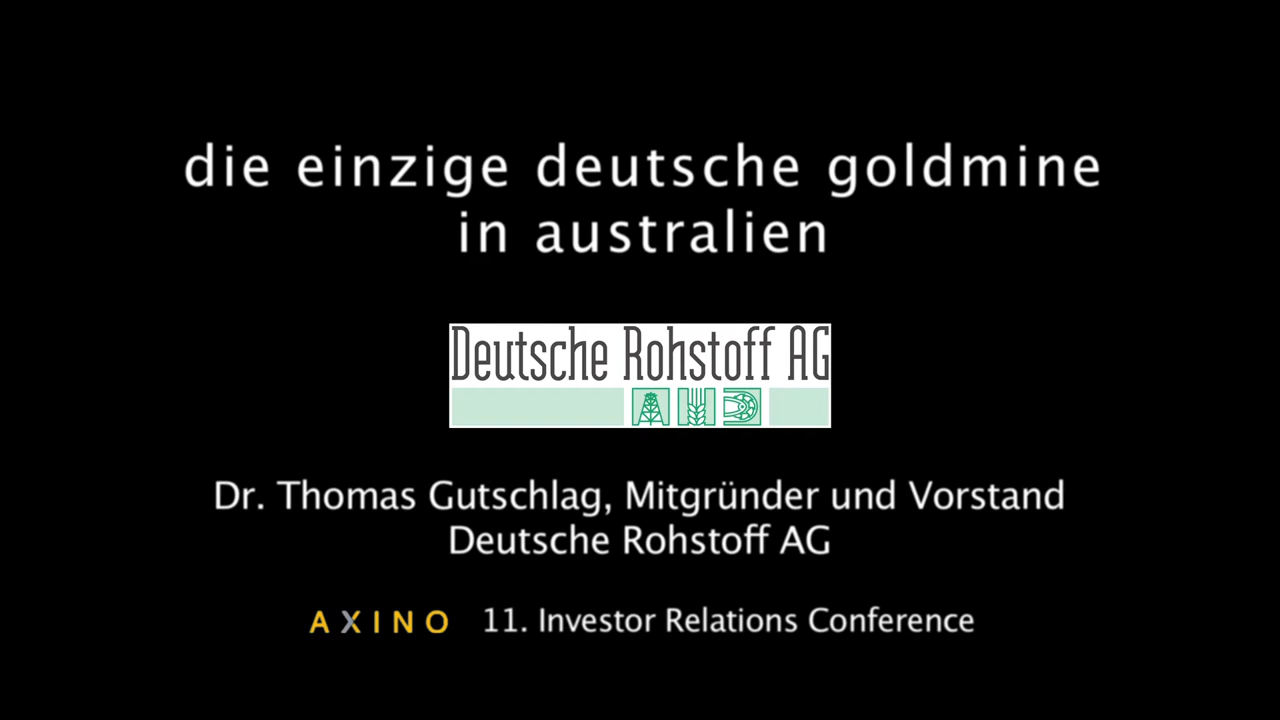 die einzige deutsche goldmine
in australien
Deutsche Rohstoff AG
Dr. Thomas Gutschlag, Mitgründer und Vorstand
Deutsche Rohstoff AG
AXINO 11. Investor Relations Conference